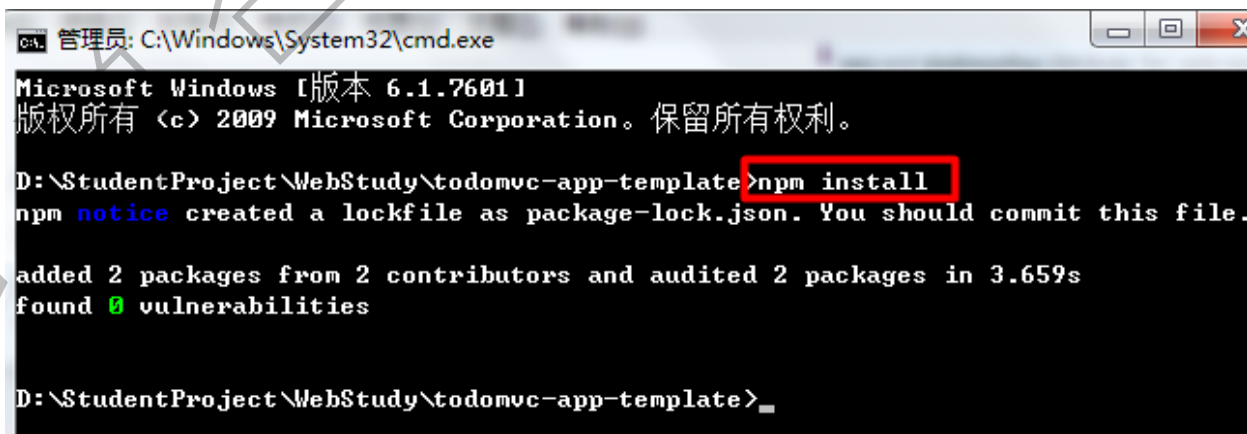 管理员: C:\Windows\System32\cmd.exe
Microsoft Windows [版本 6.1.7601]
版权所有 (c) 2009 Microsoft Corporation。保留所有权利。
D:\StudentProject\WebStudy\todomvc-app-template>npm install
npm notice created a lockfile as package-lock.json. You should commit this file.
added 2 packages from 2 contributors and audited 2 packages in 3.659s
found 0 vulnerabilities
D:\StudentProject\WebStudy\todomvc-app-template>_